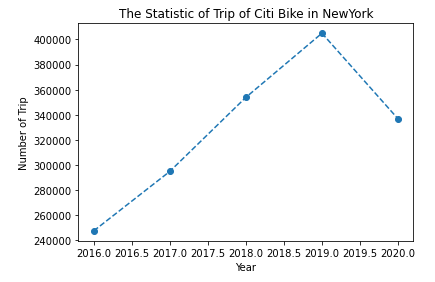 The Statistic of Trip of Citi Bike in NewYork
Number of Trip
400000
380000
360000
340000
320000
300000
280000
260000
240000
2016.0 2016.5 2017.0 2017.5 2018.0 2018.5 2019.0 2019.5 2020.0
Year